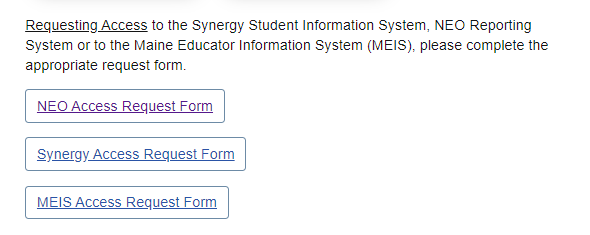 Requesting Access to the Synergy Student Information System, NEO Reporting
System or to the Maine Educator Information System (MEIS), please complete the
appropriate request form.
NEO Access Request Form
Synergy Access Request Form
MEIS Access Request Form